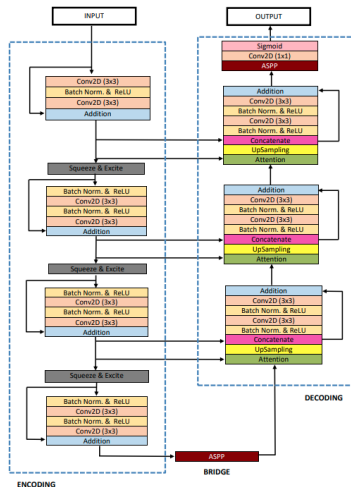 INPUT
Conv2D (3x3)
Batch Norm. & ReLU
Conv2D (3x3)
Addition
Squeeze & Excite
Batch Norm. & ReLU
Conv2D (3x3)
Batch Norm. & ReLU
Conv2D (3x3)
Addition
Squeeze & Excite
Batch Norm. & ReLU
Conv2D (3x3)
Batch Norm. & ReLU
Conv2D (3x3)
Addition
Squeeze & Excite
Batch Norm. & ReLU
Conv2D (3x3)
Batch Norm. & ReLU
Conv2D (3x3)
Addition
ENCODING
ASPP
BRIDGE
OUTPUT
Sigmoid
Conv2D (1x1)
ASPP
Addition
Conv2D (3x3)
Batch Norm. & ReLU
Conv2D (3x3)
Batch Norm. & ReLU
Concatenate
UpSampling
Attention
Addition
Conv2D (3x3)
Batch Norm. & ReLU
Conv2D (3x3)
Batch Norm. & ReLU
Concatenate
UpSampling
Attention
Addition
Conv2D (3x3)
Batch Norm. & ReLU
Conv2D (3x3)
Batch Norm. & ReLU
Concatenate
UpSampling
Attention
DECODING